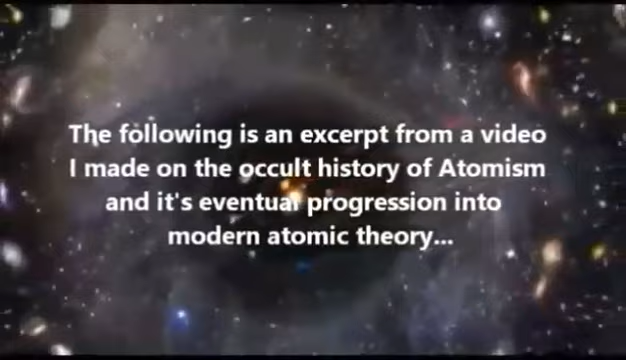 The following is an excerpt from a video
I made on the occult history of Atomism
and it's eventual progression into
modern atomic theory...